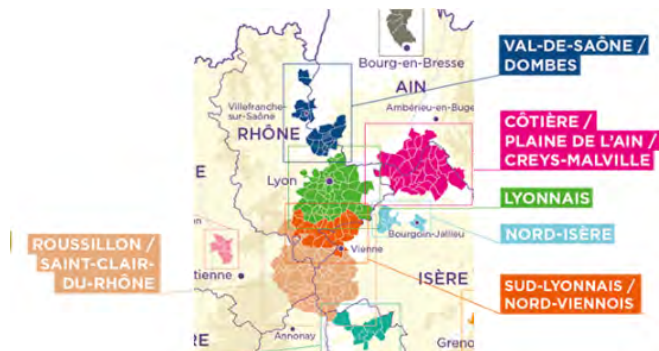 VAL-DE-SAÔNE /
DOMBES
Bourg-en-Bresse
AIN
Villefranche-
sur-Saône
Ambérieu-en-Buge
RHÔNE
CÔTIÈRE /
PLAINE DE L'AIN /
CREYS-MALVILLE
E
Lyon
LYONNAIS
Bourgoin-Jallieu
NORD-ISÈRE
ROUSSILLON /
SAINT-CLAIR-
DU-RHÔNE
Vienne
tienne
ISÈRE
SUD-LYONNAIS /
NORD-VIENNOIS
RE
Annonay
Greno